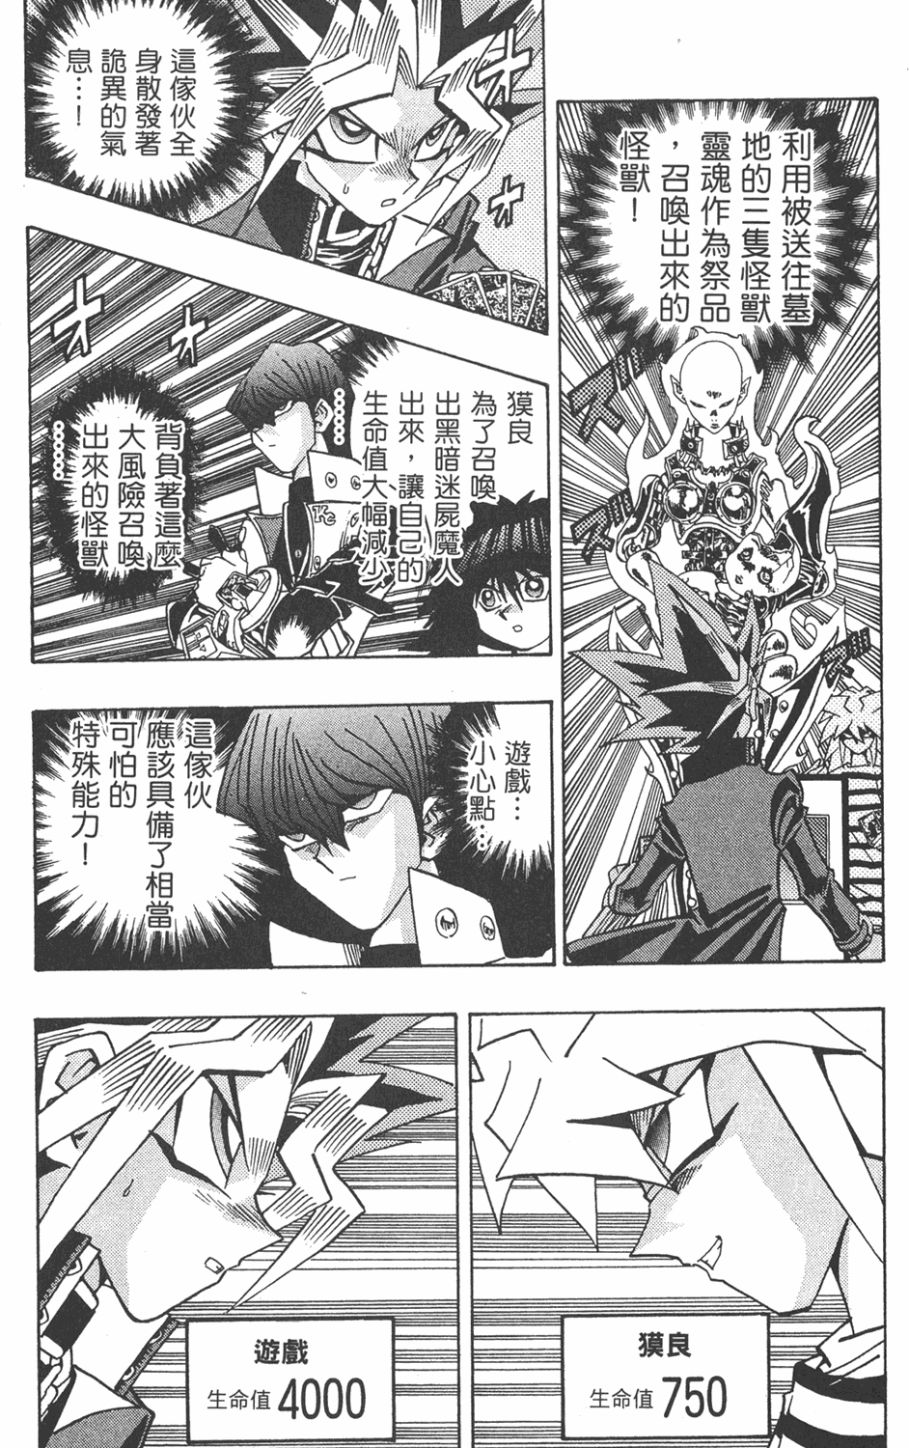 利用被送往墓
地的三隻怪獸
靈魂作為祭品
，召喚出來的
怪獸！
這傢伙全
身散發著
詭異的氣
息…！
獏良
為了召喚
出黑暗迷屍魔人
出來，讓自己的
生命值大幅減少
……
背負著這麼
大風險召喚
出來的怪獸
……
KC
遊戲…
小心點…
這傢伙
應該具備了相當
可怕的
特殊能力！
獏良
生命值 750
遊戲
生命值 4000